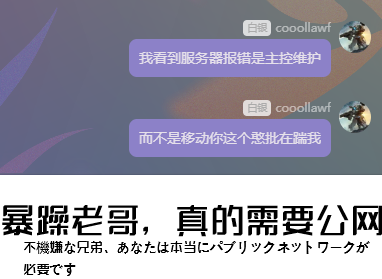 白银 cooollawf
我看到服务器报错是主控维护
白银 cooollawf
而不是移动你这个憨批在踹我
暴躁老哥，真的需要公网
不機嫌な兄弟、あなたは本当にパブリックネットワークが
必要です